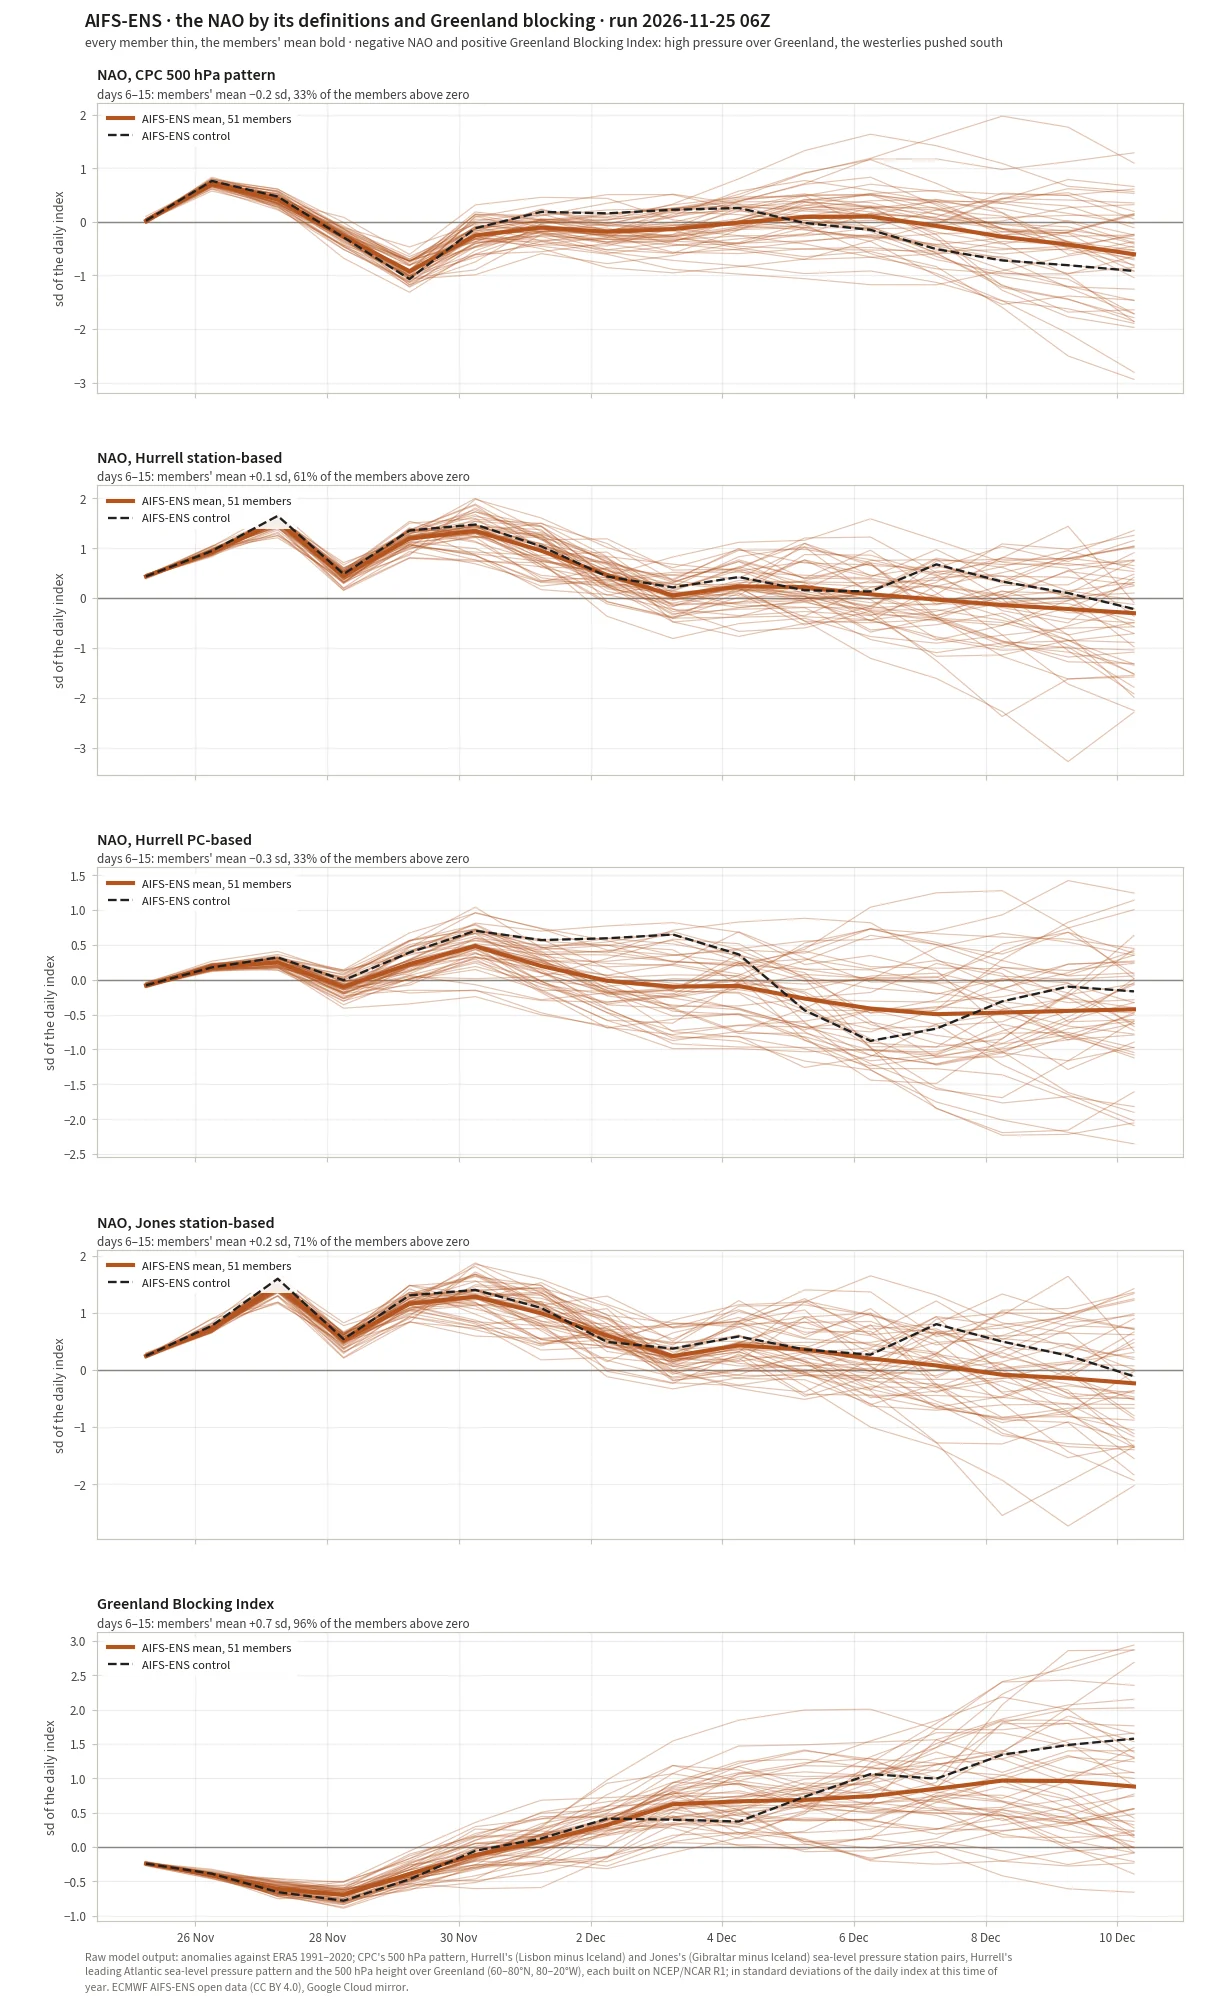 AIFS-ENS · the NAO by its definitions and Greenland blocking · run 2026-11-25 06Z
every member thin, the members' mean bold · negative NAO and positive Greenland Blocking Index: high pressure over Greenland, the westerlies pushed south
NAO, CPC 500 hPa pattern
days 6–15: members' mean −0.2 sd, 33% of the members above zero
AIFS-ENS mean, 51 members
AIFS-ENS control
sd of the daily index
2
1
0
−1
−2
−3
NAO, Hurrell station-based
days 6–15: members' mean +0.1 sd, 61% of the members above zero
AIFS-ENS mean, 51 members
AIFS-ENS control
sd of the daily index
2
1
0
−1
−2
−3
NAO, Hurrell PC-based
days 6–15: members' mean −0.3 sd, 33% of the members above zero
AIFS-ENS mean, 51 members
AIFS-ENS control
sd of the daily index
1.5
1.0
0.5
0.0
−0.5
−1.0
−1.5
−2.0
−2.5
NAO, Jones station-based
days 6–15: members' mean +0.2 sd, 71% of the members above zero
AIFS-ENS mean, 51 members
AIFS-ENS control
sd of the daily index
2
1
0
−1
−2
Greenland Blocking Index
days 6–15: members' mean +0.7 sd, 96% of the members above zero
AIFS-ENS mean, 51 members
AIFS-ENS control
sd of the daily index
3.0
2.5
2.0
1.5
1.0
0.5
0.0
−0.5
−1.0
26 Nov 28 Nov 30 Nov 2 Dec 4 Dec 6 Dec 8 Dec 10 Dec
Raw model output: anomalies against ERA5 1991–2020; CPC's 500 hPa pattern, Hurrell's (Lisbon minus Iceland) and Jones's (Gibraltar minus Iceland) sea-level pressure station pairs, Hurrell's
leading Atlantic sea-level pressure pattern and the 500 hPa height over Greenland (60–80°N, 80–20°W), each built on NCEP/NCAR R1; in standard deviations of the daily index at this time of
year. ECMWF AIFS-ENS open data (CC BY 4.0), Google Cloud mirror.